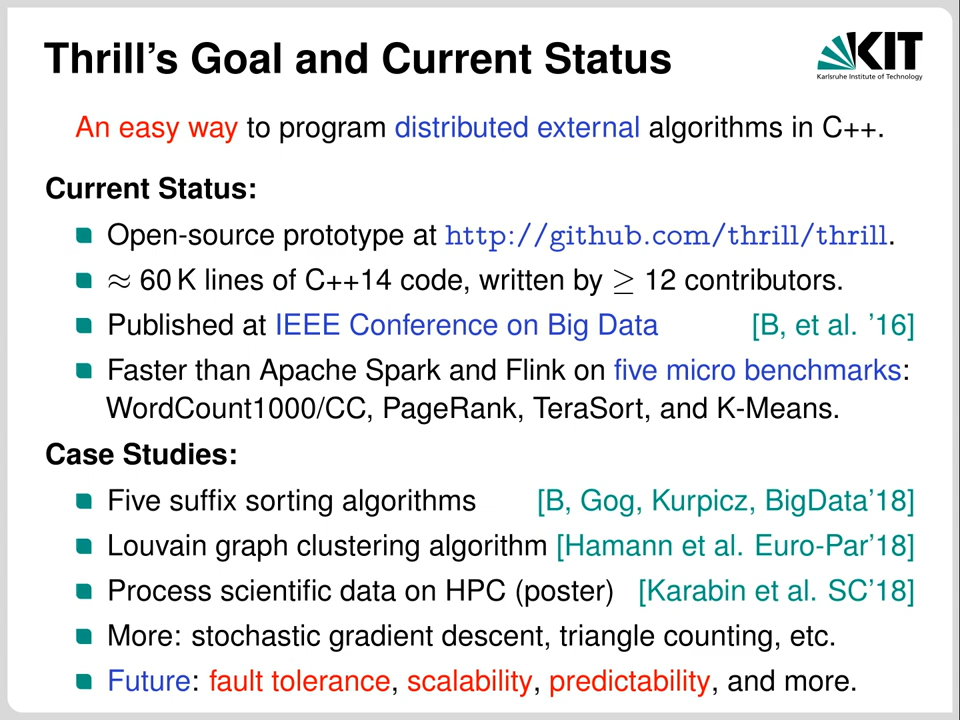 Thrill's Goal and Current Status
KIT
Karlsruhe Institute of Technology
An easy way to program distributed external algorithms in C++.
Current Status:
Open-source prototype at http://github.com/thrill/thrill.
≈ 60 K lines of C++14 code, written by ≥ 12 contributors.
Published at IEEE Conference on Big Data [B, et al. '16]
Faster than Apache Spark and Flink on five micro benchmarks:
WordCount1000/CC, PageRank, TeraSort, and K-Means.
Case Studies:
Five suffix sorting algorithms [B, Gog, Kurpicz, BigData'18]
Louvain graph clustering algorithm [Hamann et al. Euro-Par'18]
Process scientific data on HPC (poster) [Karabin et al. SC'18]
More: stochastic gradient descent, triangle counting, etc.
Future: fault tolerance, scalability, predictability, and more.